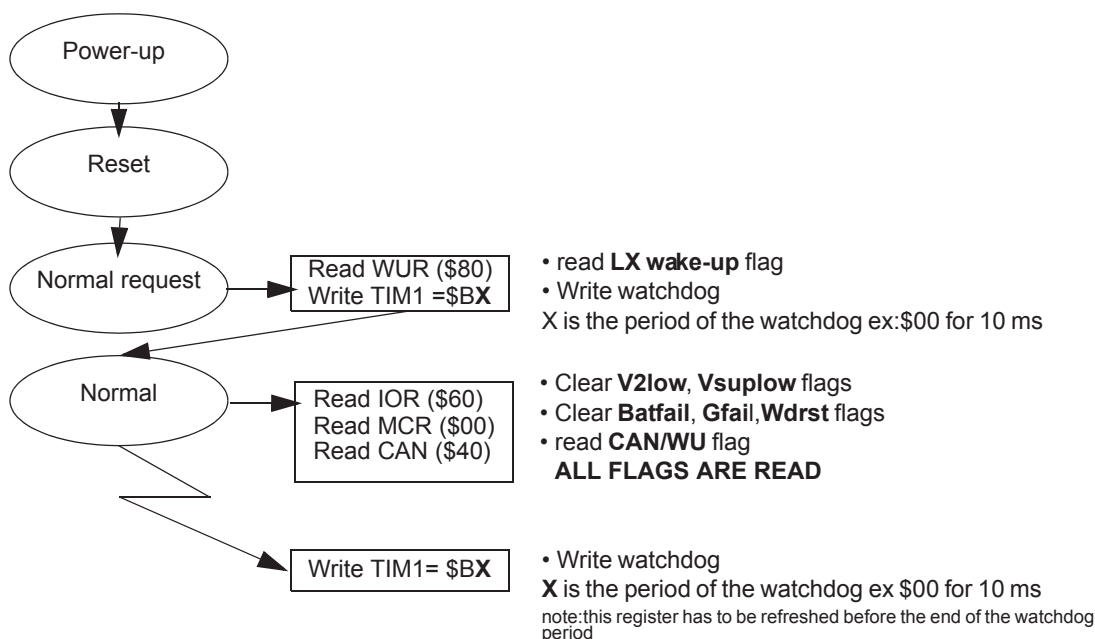 Power-up
Reset
Normal request
Read WUR ($80)
Write TIM1 =$BX
• read LX wake-up flag
• Write watchdog
X is the period of the watchdog ex:$00 for 10 ms
Normal
Read IOR ($60)
Read MCR ($00)
Read CAN ($40)
• Clear V2low, Vsuplow flags
• Clear Batfail, Gfail,Wdrst flags
• read CAN/WU flag
ALL FLAGS ARE READ
Write TIM1= $BX
• Write watchdog
X is the period of the watchdog ex $00 for 10 ms
note:this register has to be refreshed before the end of the watchdog
period